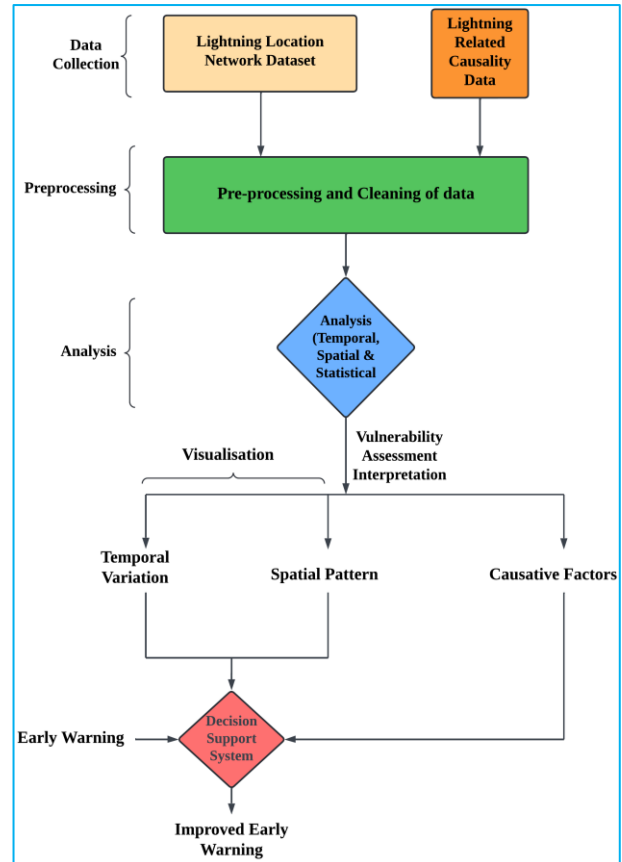 Data
Collection
Lightning Location
Network Dataset
Lightning
Related
Causality
Data
Preprocessing
Pre-processing and Cleaning of data
Analysis
Analysis
(Temporal,
Spatial &
Statistical
Vulnerability
Assessment
Interpretation
Visualisation
Temporal
Variation
Spatial Pattern
Causative Factors
Early Warning
Decision
Support
System
Improved Early
Warning